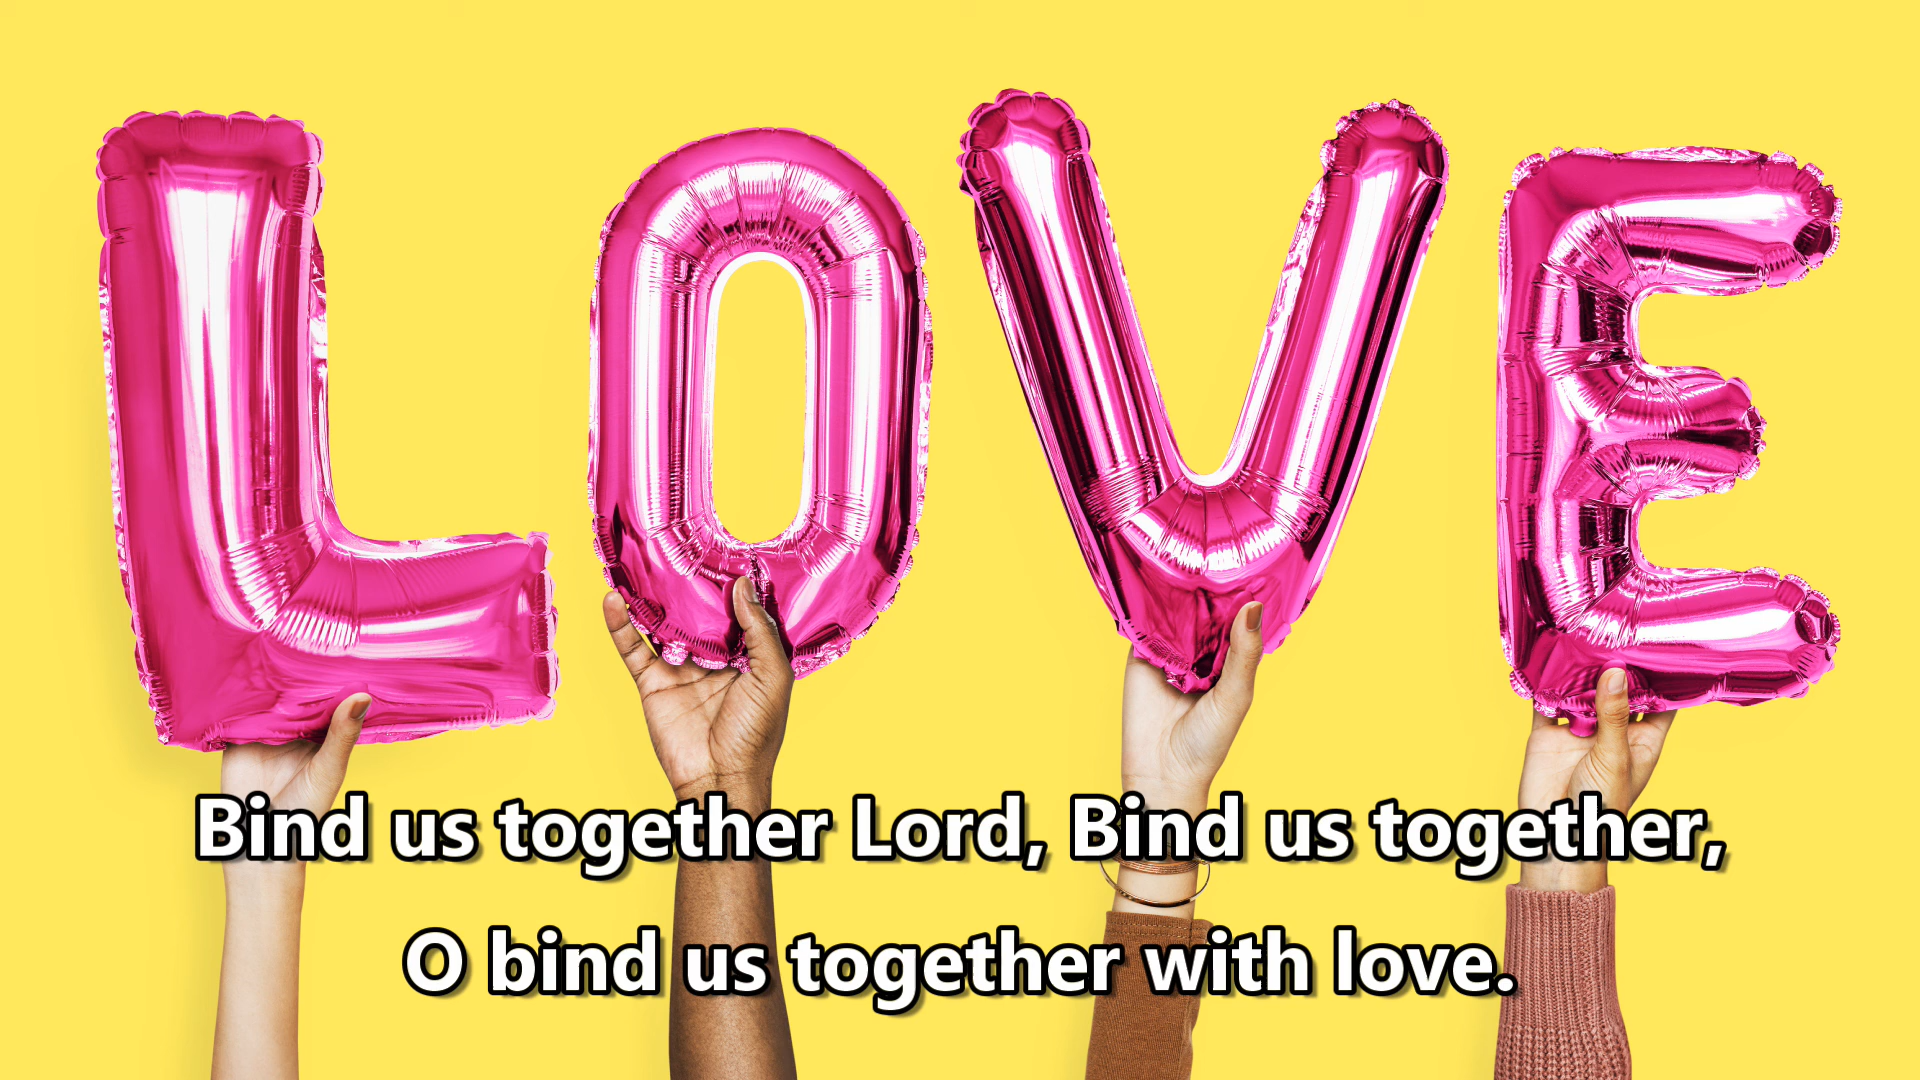 LOVE
Bind us together Lord, Bind us together,
O bind us together with love.